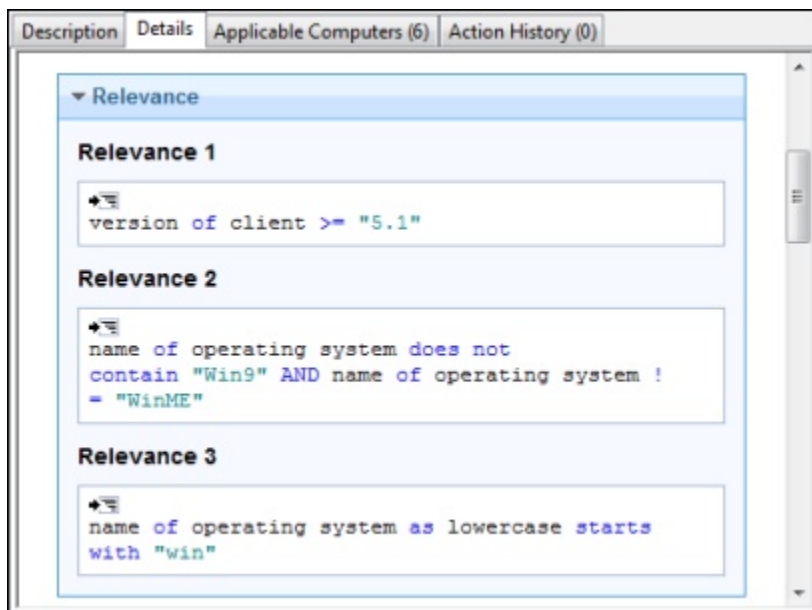 Description Details Applicable Computers (6) Action History (0)
Relevance
Relevance 1
version of client >= "5.1"
Relevance 2
name of operating system does not
contain "Win9" AND name of operating system !
= "WinME"
Relevance 3
name of operating system as lowercase starts
with "win"